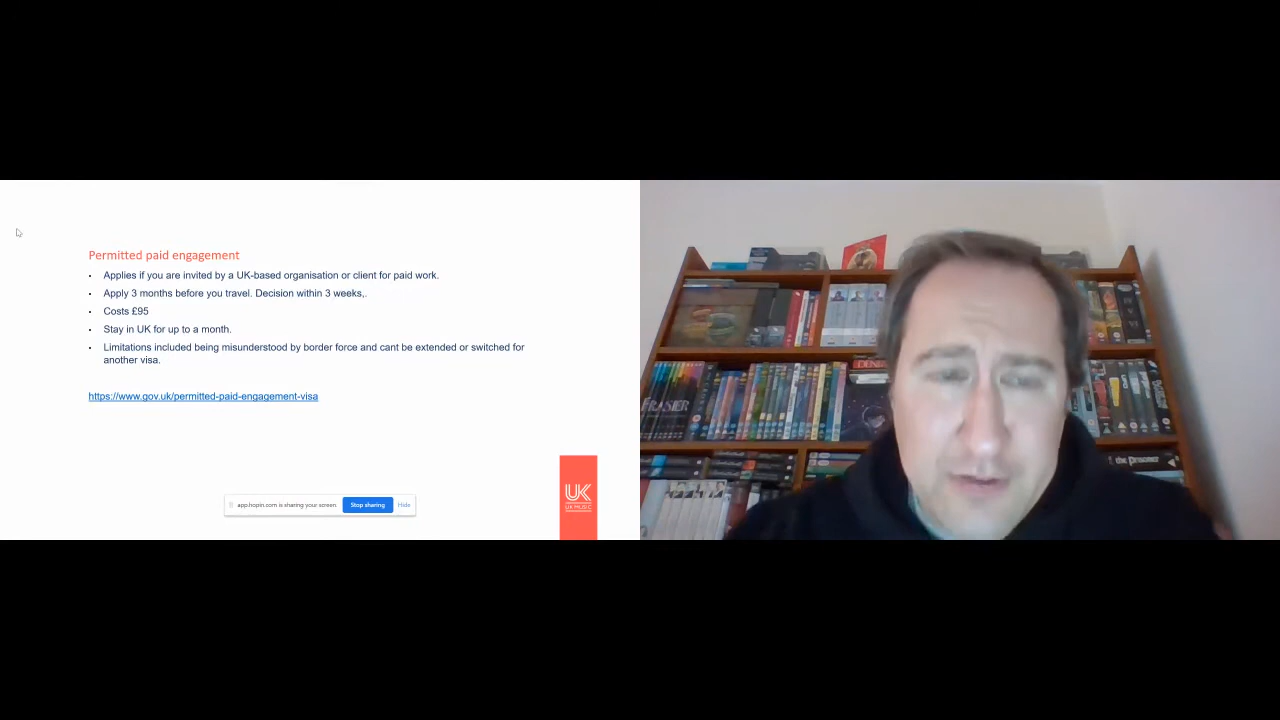 Permitted paid engagement
▪ Applies if you are invited by a UK-based organisation or client for paid work.
▪ Apply 3 months before you travel. Decision within 3 weeks,.
▪ Costs £95
▪ Stay in UK for up to a month.
▪ Limitations included being misunderstood by border force and cant be extended or switched for
another visa.
https://www.gov.uk/permitted-paid-engagement-visa
app.hopin.com is sharing your screen.
Stop sharing
Hide
UK
UK MUSIC
FRASIER
the Prisoner